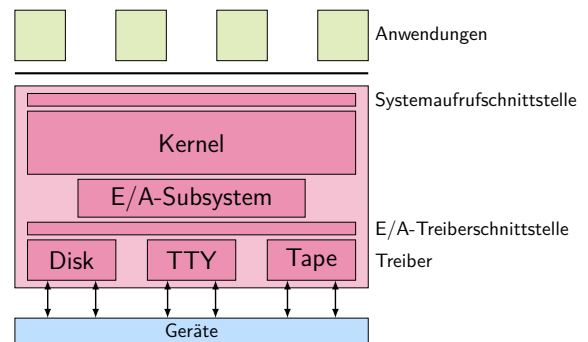 Anwendungen
Systemaufrufschnittstelle
Kernel
E/A-Subsystem
E/A-Treiberschnittstelle
Disk TTY Tape Treiber
Geräte